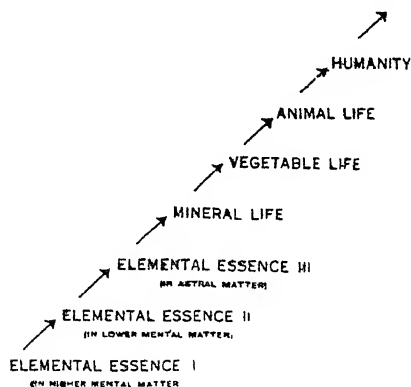 HUMANITY
ANIMAL LIFE
VEGETABLE LIFE
MINERAL LIFE
ELEMENTAL ESSENCE III
(IN ASTRAL MATTER)
ELEMENTAL ESSENCE II
(IN LOWER MENTAL MATTER)
ELEMENTAL ESSENCE I
(IN HIGHER MENTAL MATTER